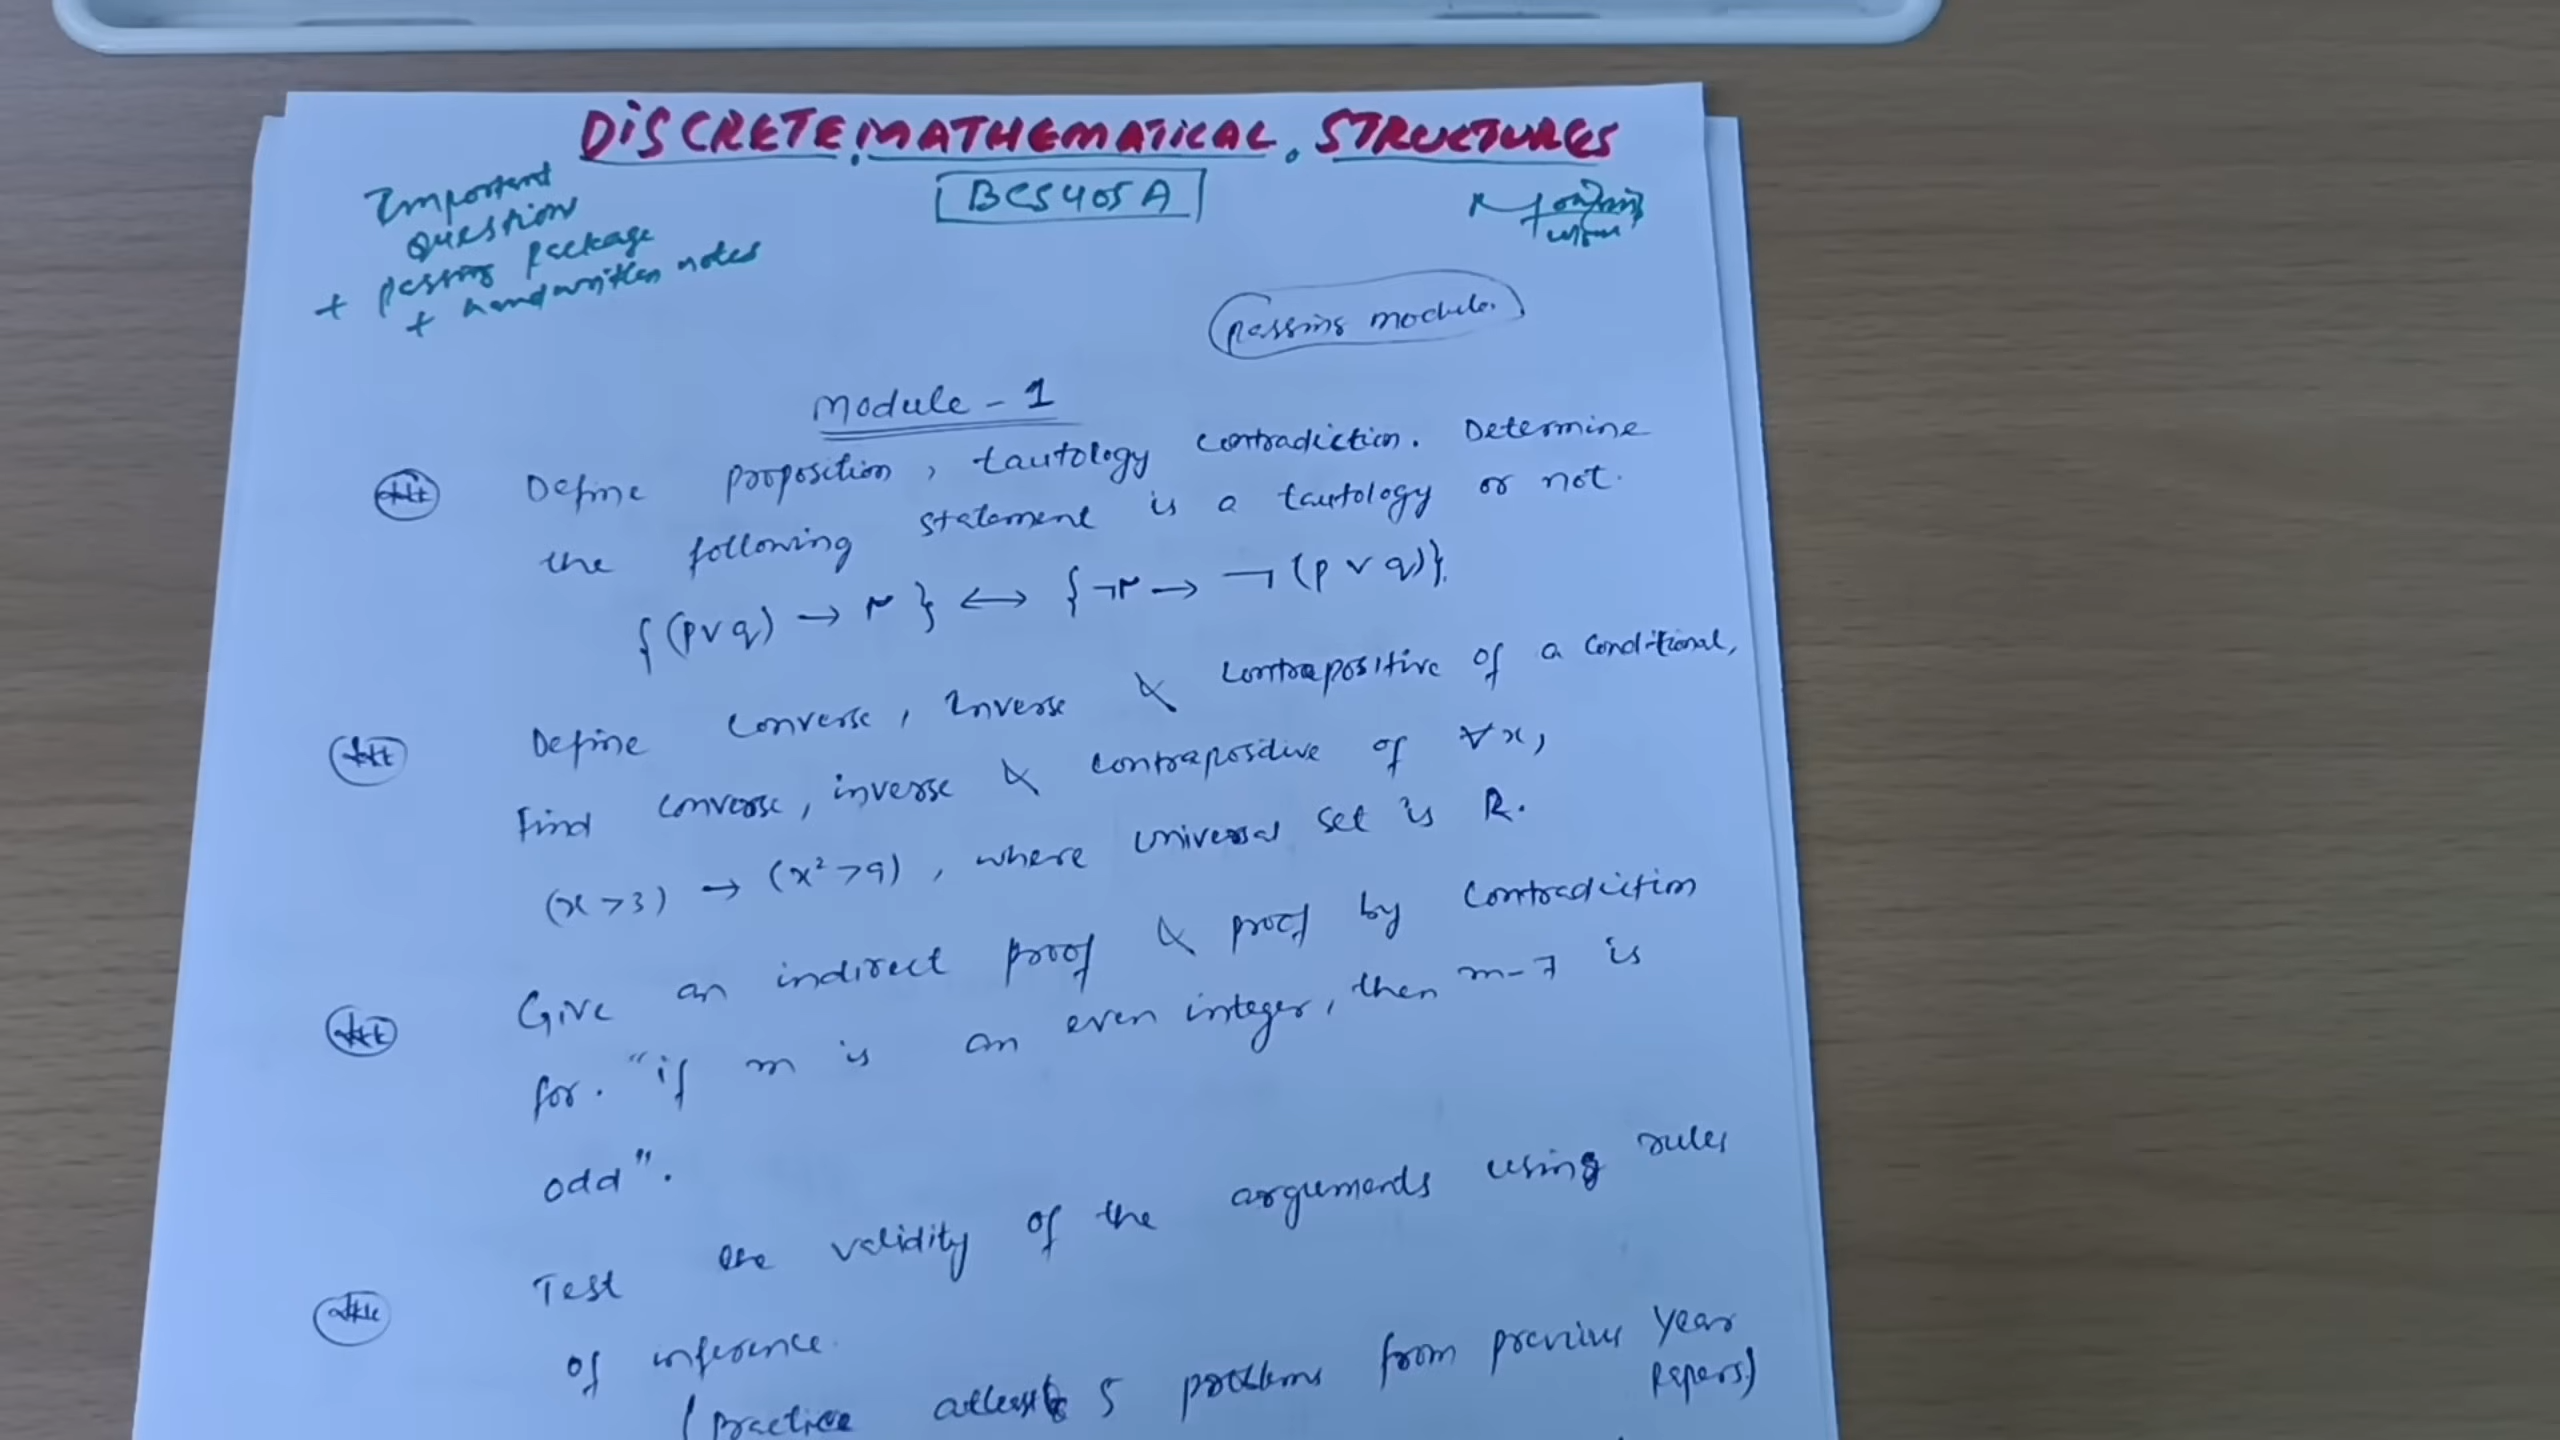 DISCRETE MATHEMATICAL STRUCTURES
BCS405A
Important
question
+ passing package
+ handwritten notes
passing module.
Module - 1
Define proposition, tautology contradiction. Determine
the following statement is a tautology or not.
{(p∨q) → r} ↔ {¬r → ¬(p∨q)}.
Define converse, Inverse & contrapositive of a conditional,
Find converse, inverse & contrapositive of ∀x,
(x>3) → (x²>9), where universal set is R.
Give an indirect proof & proof by contradiction
for. "if m is an even integer, then m-7 is
odd".
Test the validity of the arguments using rules
of inference.
(practice atleast 5 problems from previous year
papers)